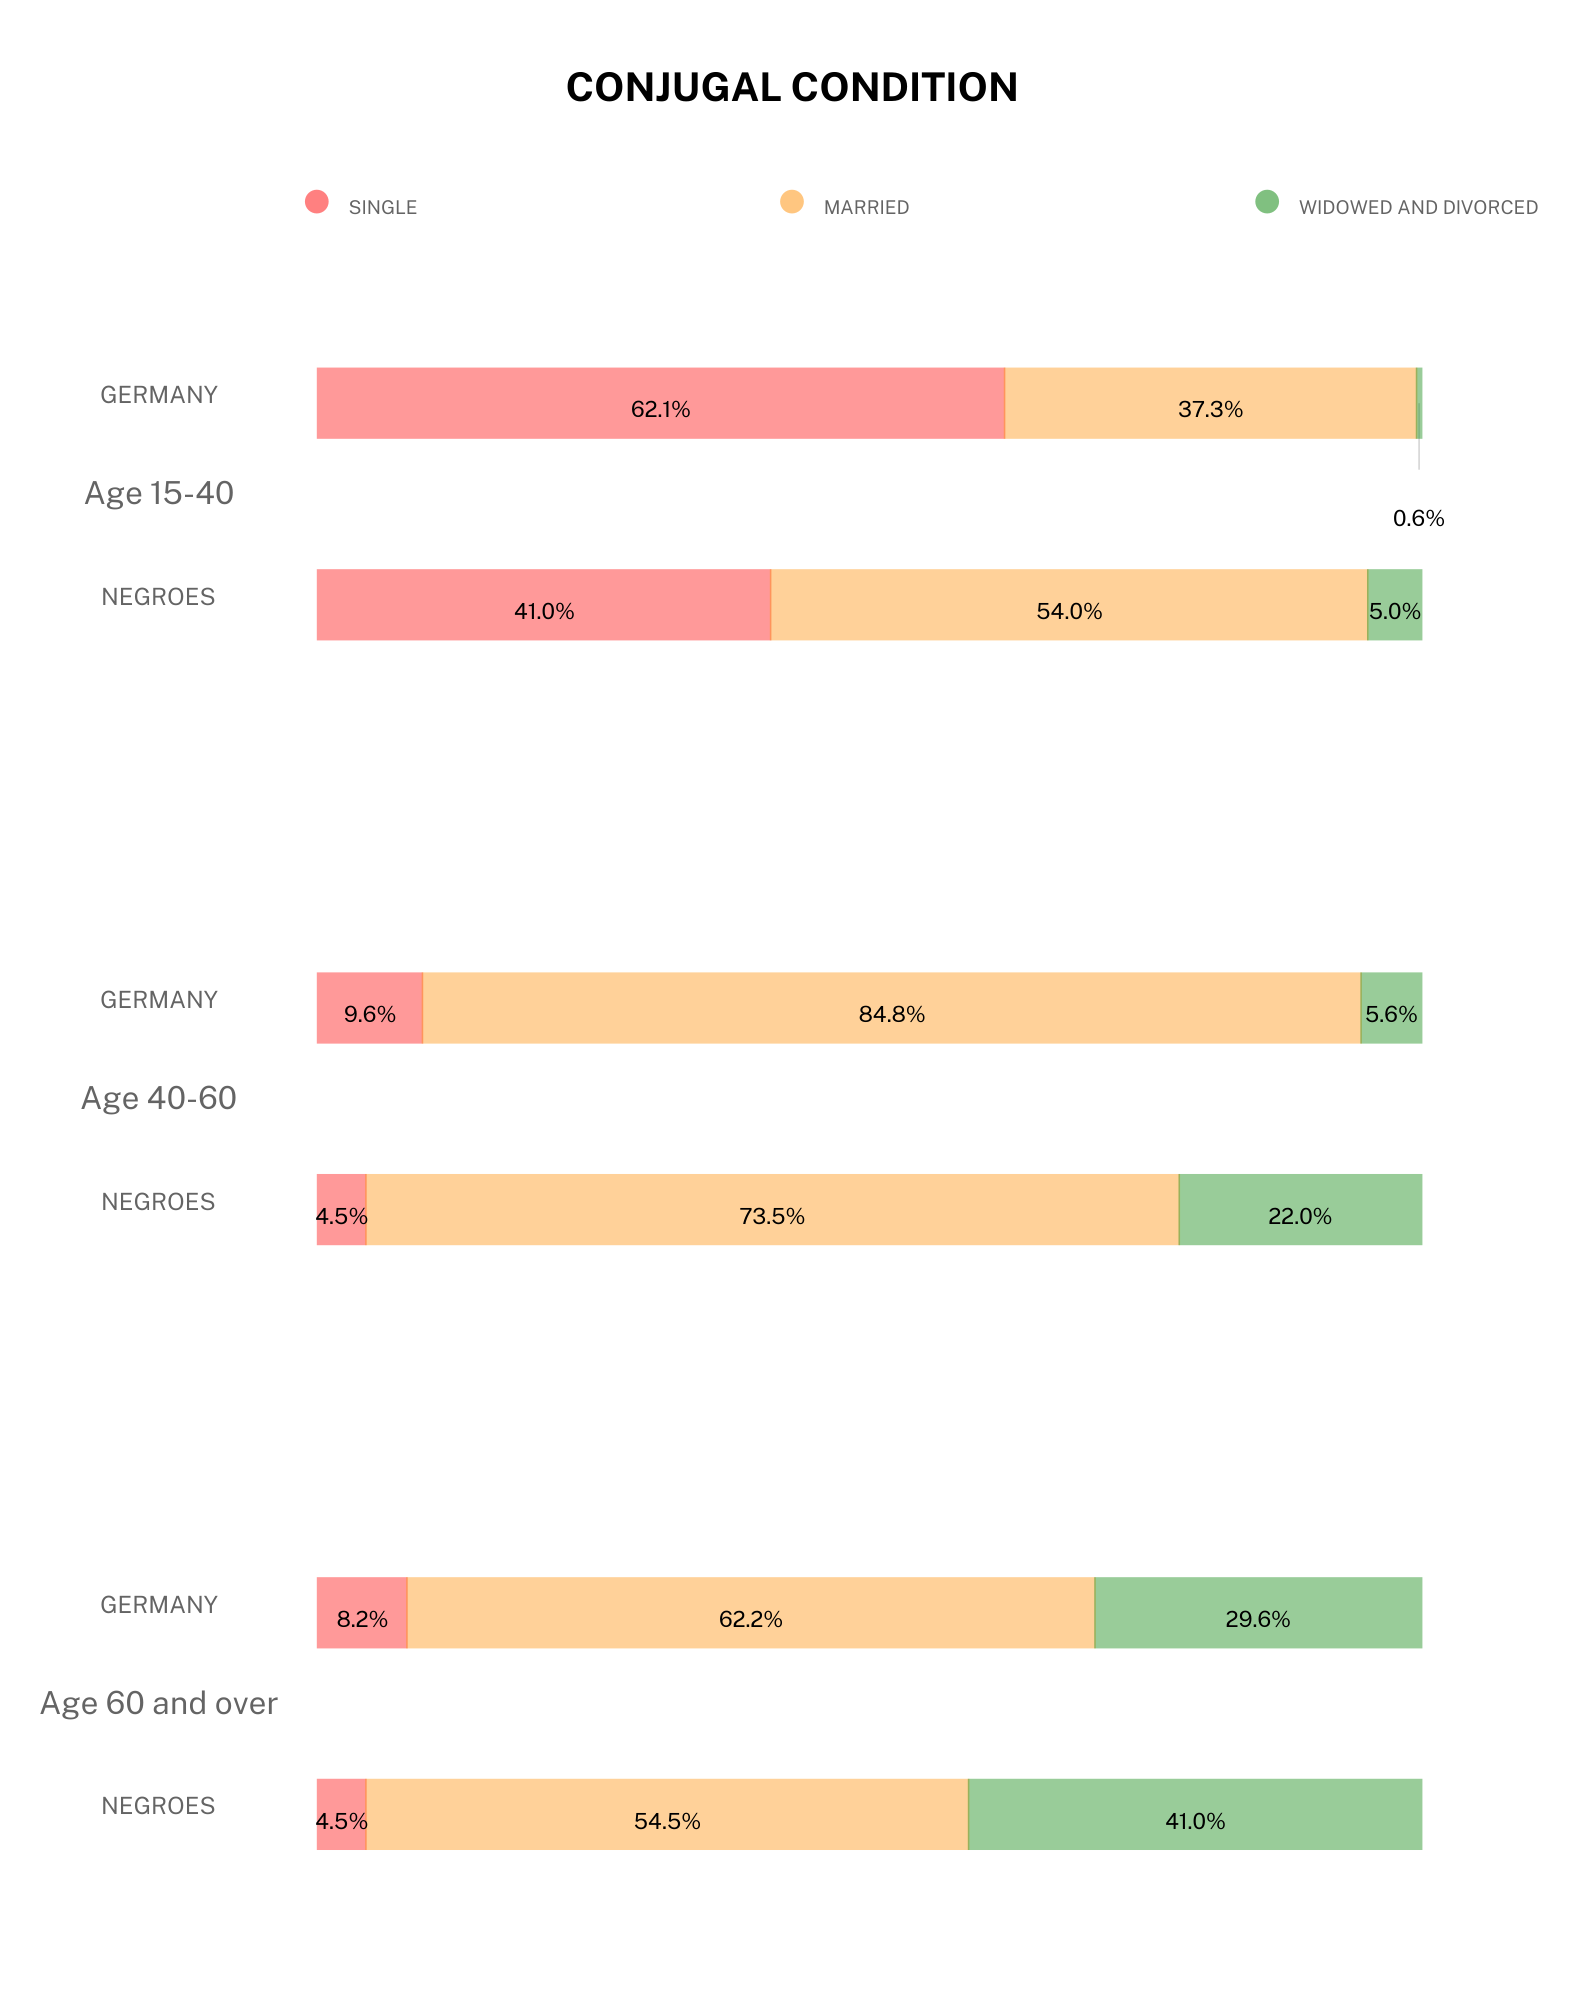 CONJUGAL CONDITION
SINGLE
MARRIED
WIDOWED AND DIVORCED
GERMANY
62.1%
37.3%
Age 15-40
0.6%
NEGROES
41.0%
54.0%
5.0%
GERMANY
9.6%
84.8%
5.6%
Age 40-60
NEGROES
4.5%
73.5%
22.0%
GERMANY
8.2%
62.2%
29.6%
Age 60 and over
NEGROES
4.5%
54.5%
41.0%